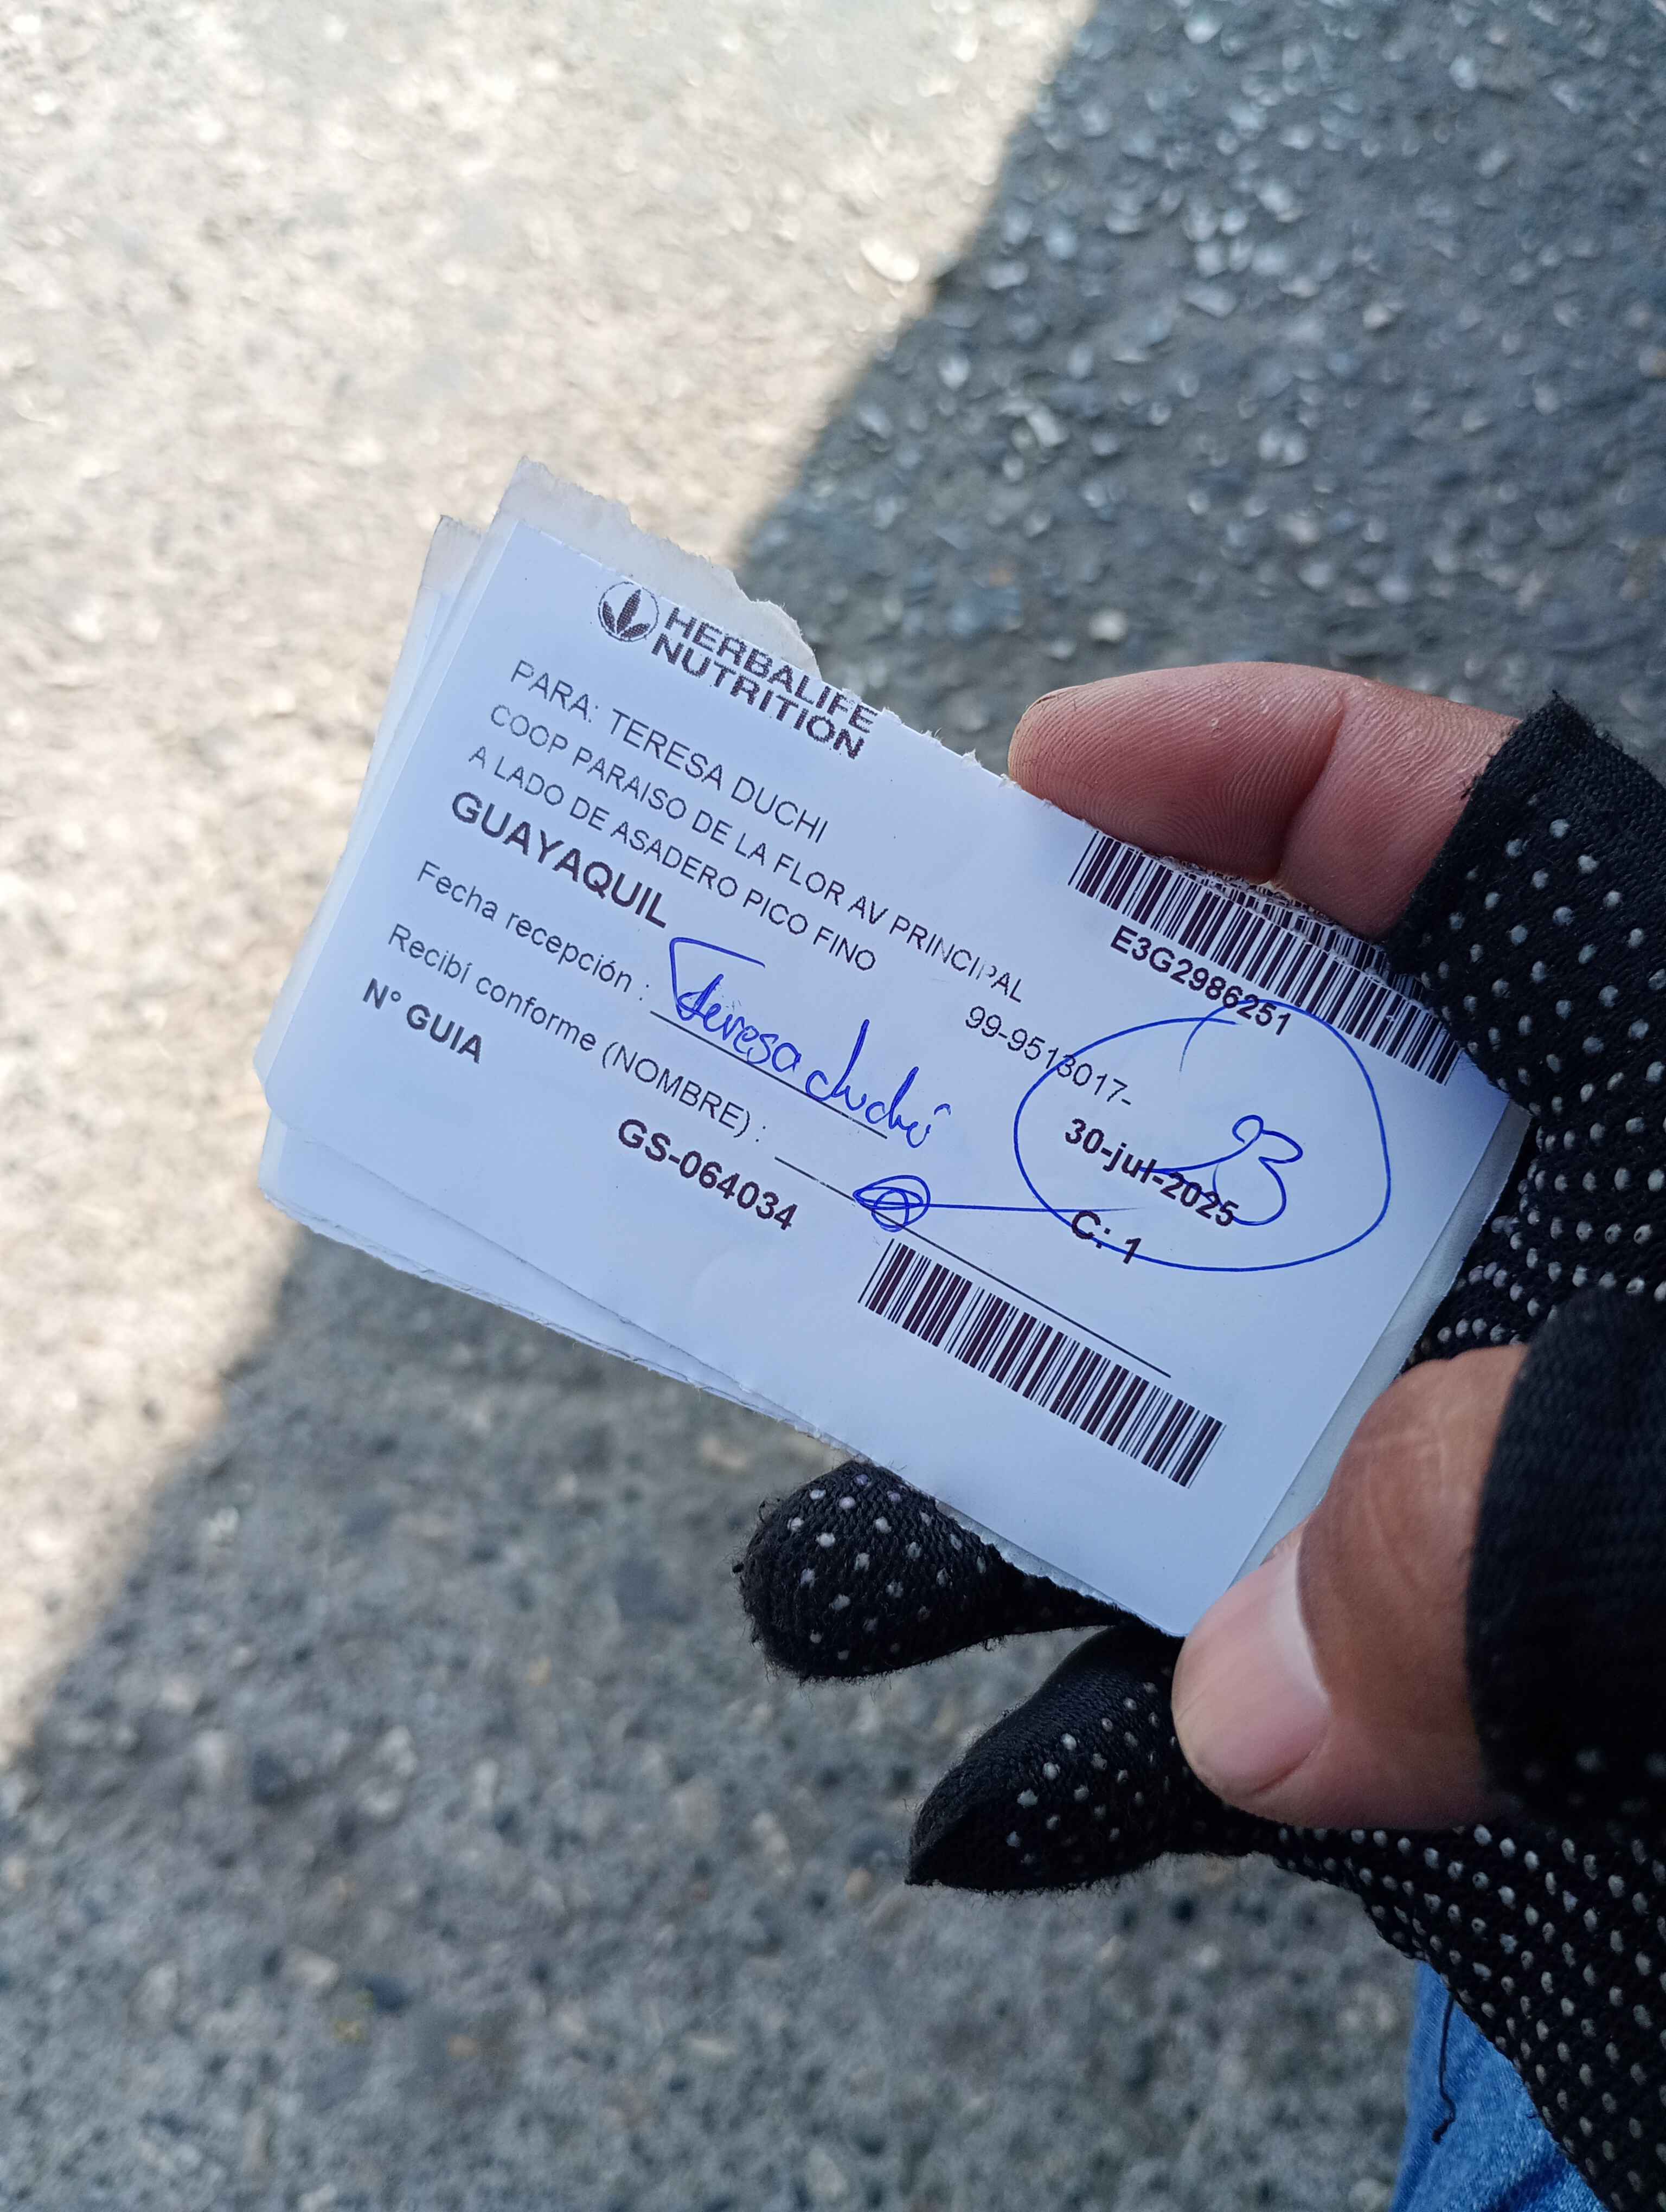 HERBALIFE
NUTRITION
PARA: TERESA DUCHI
COOP PARAISO DE LA FLOR AV PRINCIPAL
A LADO DE ASADERO PICO FINO
GUAYAQUIL
E3G2986251
99-9513017-
Fecha recepción : Teresa duchi
30-jul-2025
23
Recibí conforme (NOMBRE) :
C: 1
N° GUIA GS-064034